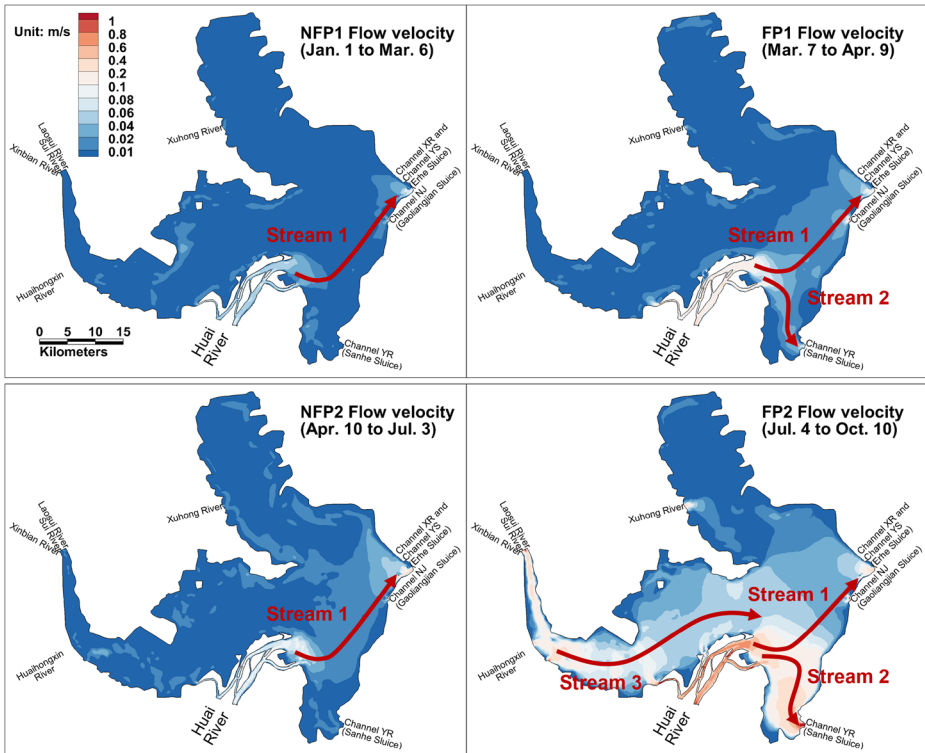 Unit: m/s
1
0.8
0.6
0.4
0.2
0.1
0.08
0.06
0.04
0.02
0.01
NFP1 Flow velocity
(Jan. 1 to Mar. 6)
Laosui River
Sui River
Xinbian River
Xuhong River
Channel XR and
Channel YS
(Erhe Sluice)
Channel NJ
(Gaoliangjian Sluice)
Stream 1
Huaihongxin
River
0 5 10 15
Kilometers
Huai
River
Channel YR
(Sanhe Sluice)
FP1 Flow velocity
(Mar. 7 to Apr. 9)
Laosui River
Sui River
Xinbian River
Xuhong River
Channel XR and
Channel YS
(Erhe Sluice)
Channel NJ
(Gaoliangjian Sluice)
Stream 1
Stream 2
Huaihongxin
River
Huai
River
Channel YR
(Sanhe Sluice)
NFP2 Flow velocity
(Apr. 10 to Jul. 3)
Laosui River
Sui River
Xinbian River
Xuhong River
Channel XR and
Channel YS
(Erhe Sluice)
Channel NJ
(Gaoliangjian Sluice)
Stream 1
Huaihongxin
River
Huai
River
Channel YR
(Sanhe Sluice)
FP2 Flow velocity
(Jul. 4 to Oct. 10)
Laosui River
Sui River
Xinbian River
Xuhong River
Channel XR and
Channel YS
(Erhe Sluice)
Channel NJ
(Gaoliangjian Sluice)
Stream 1
Stream 2
Stream 3
Huaihongxin
River
Huai
River
Channel YR
(Sanhe Sluice)